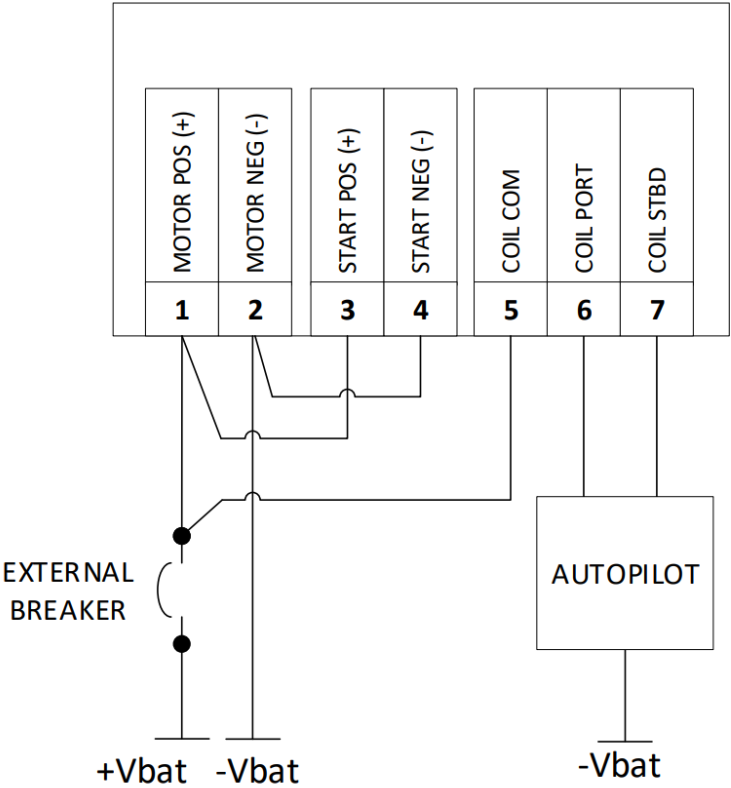 MOTOR POS (+)
MOTOR NEG (-)
START POS (+)
START NEG (-)
COIL COM
COIL PORT
COIL STBD
1
2
3
4
5
6
7
EXTERNAL
BREAKER
AUTOPILOT
+Vbat
-Vbat
-Vbat